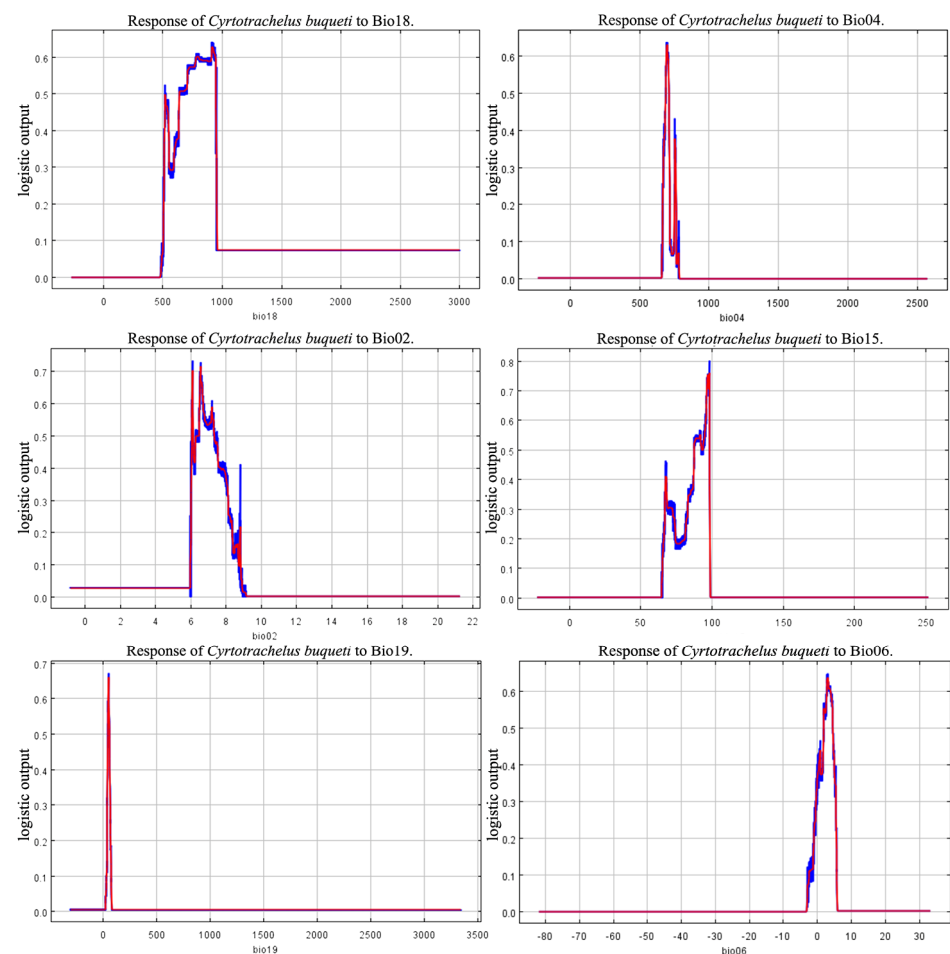 Response of Cyrtotrachelus buqueti to Bio18.
logistic output
0.6
0.5
0.4
0.3
0.2
0.1
0.0
0 500 1000 1500 2000 2500 3000
bio18
Response of Cyrtotrachelus buqueti to Bio04.
logistic output
0.6
0.5
0.4
0.3
0.2
0.1
0.0
0 500 1000 1500 2000 2500
bio04
Response of Cyrtotrachelus buqueti to Bio02.
logistic output
0.7
0.6
0.5
0.4
0.3
0.2
0.1
0.0
0 2 4 6 8 10 12 14 16 18 20 22
bio02
Response of Cyrtotrachelus buqueti to Bio15.
logistic output
0.8
0.7
0.6
0.5
0.4
0.3
0.2
0.1
0.0
0 50 100 150 200 250
bio15
Response of Cyrtotrachelus buqueti to Bio19.
logistic output
0.7
0.6
0.5
0.4
0.3
0.2
0.1
0.0
0 500 1000 1500 2000 2500 3000 3500
bio19
Response of Cyrtotrachelus buqueti to Bio06.
logistic output
0.6
0.5
0.4
0.3
0.2
0.1
0.0
-80 -70 -60 -50 -40 -30 -20 -10 0 10 20 30
bio06